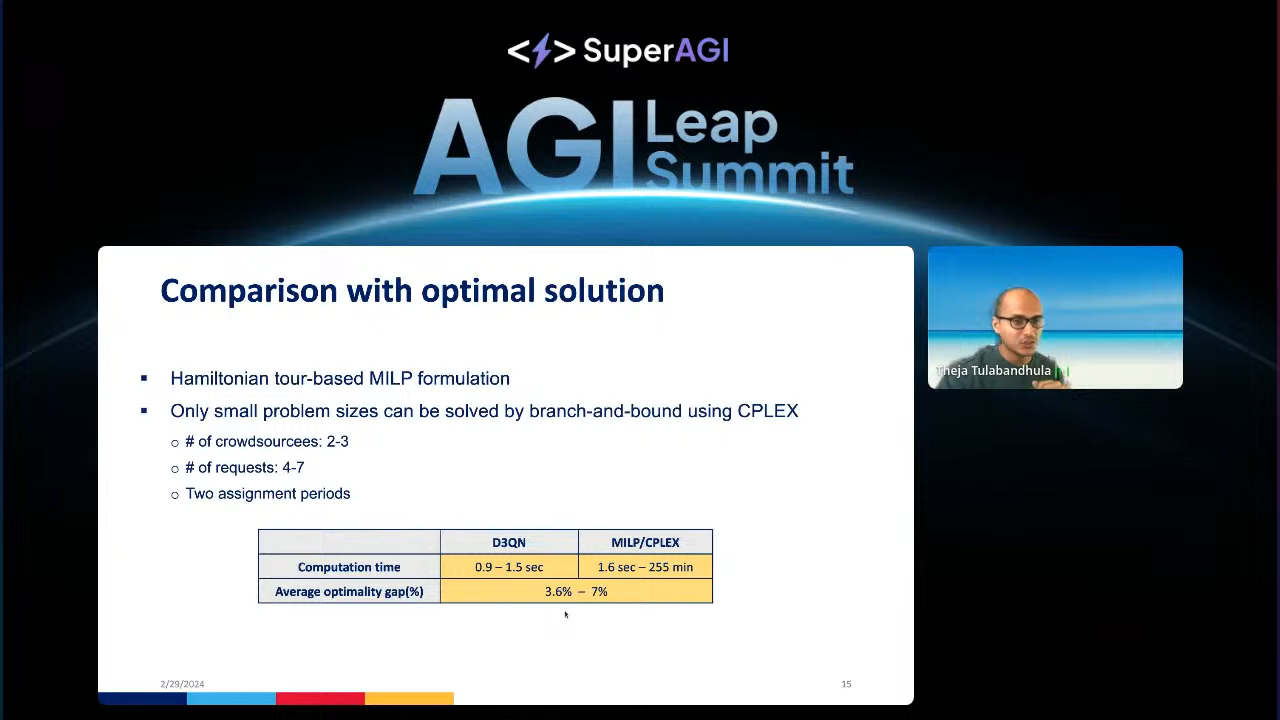 <⚡> SuperAGI
AGI Leap Summit
Comparison with optimal solution
▪ Hamiltonian tour-based MILP formulation
▪ Only small problem sizes can be solved by branch-and-bound using CPLEX
○ # of crowdsourcees: 2-3
○ # of requests: 4-7
○ Two assignment periods
D3QN MILP/CPLEX
Computation time 0.9 – 1.5 sec 1.6 sec – 255 min
Average optimality gap(%) 3.6% – 7%
2/29/2024 15
Theja Tulabandhula